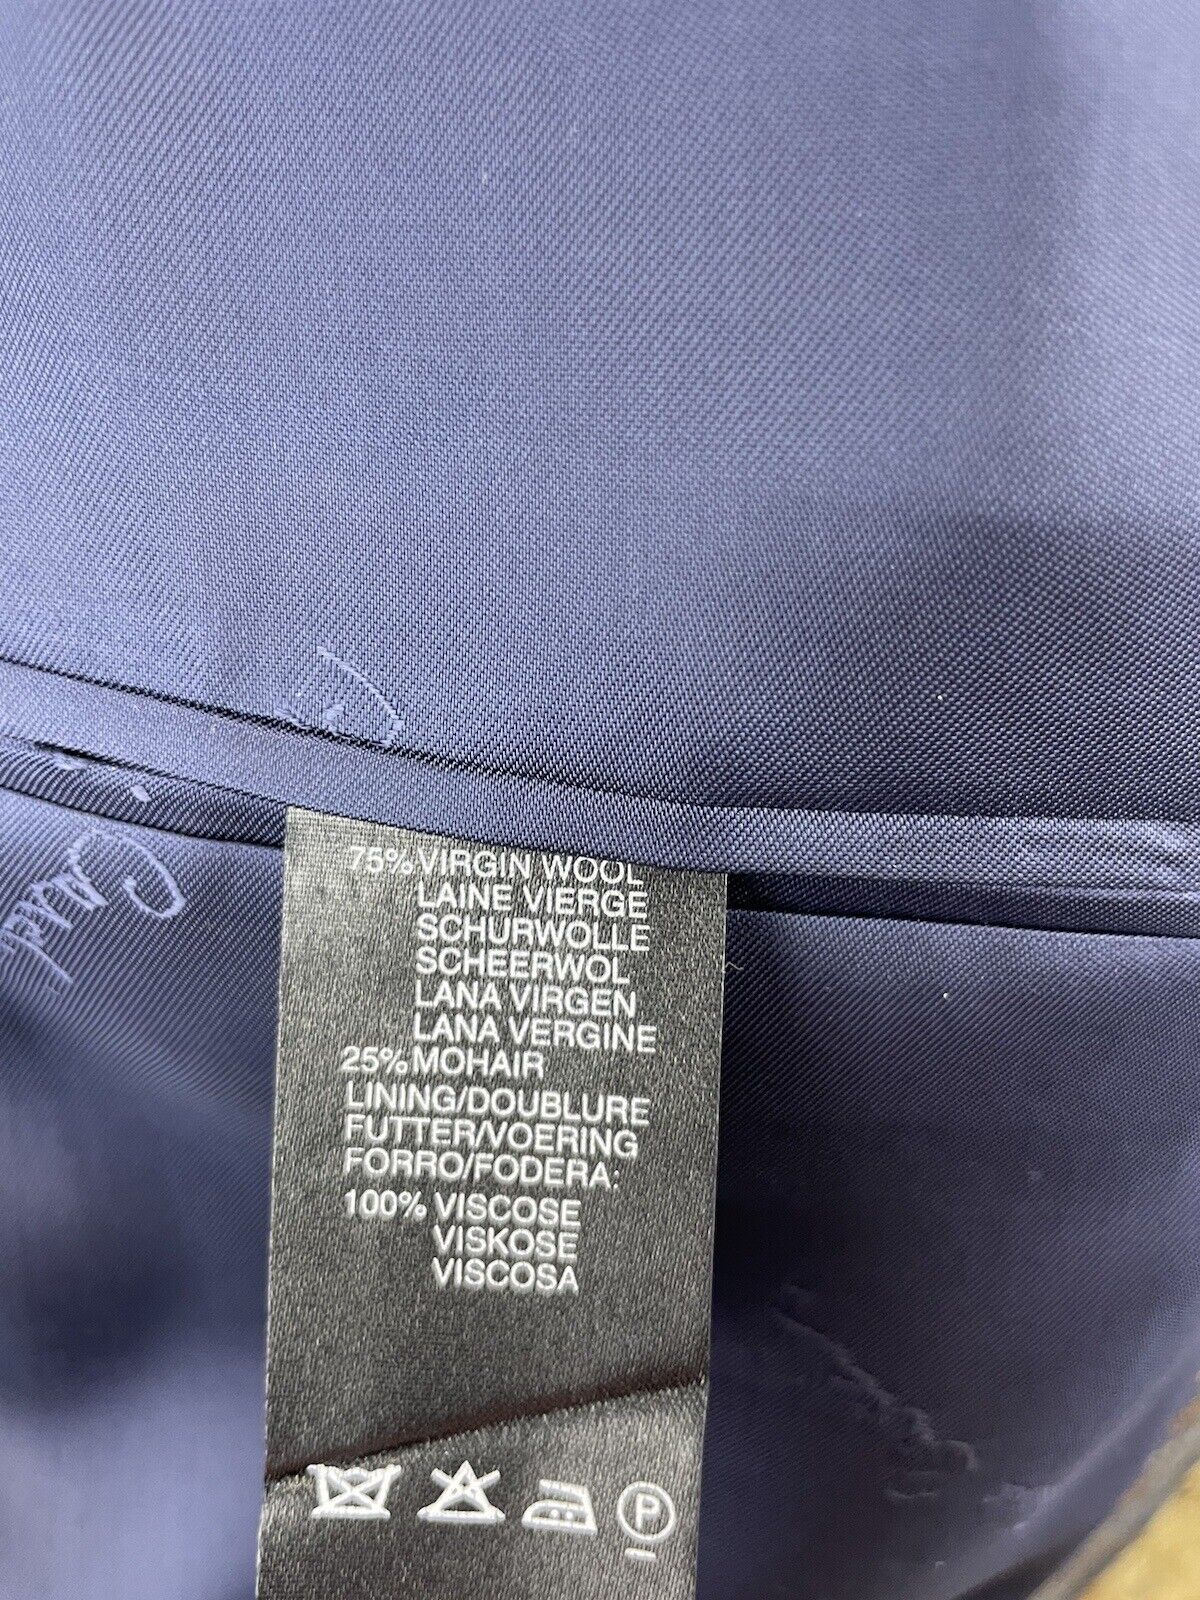 75% VIRGIN WOOL
LAINE VIERGE
SCHURWOLLE
SCHEERWOL
LANA VIRGEN
LANA VERGINE
25% MOHAIR
LINING/DOUBLURE
FUTTER/VOERING
FORRO/FODERA:
100% VISCOSE
VISKOSE
VISCOSA
P